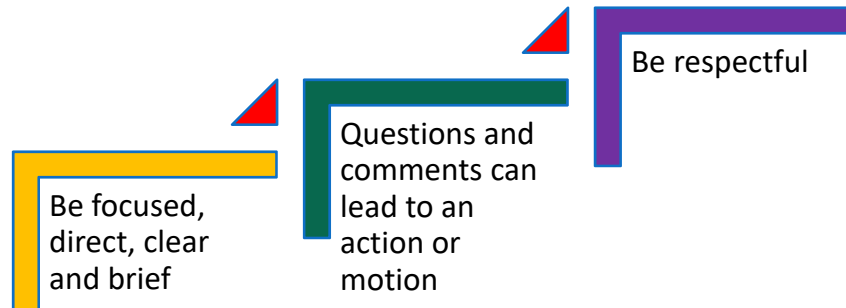 Be focused,
direct, clear
and brief
Questions and
comments can
lead to an
action or
motion
Be respectful